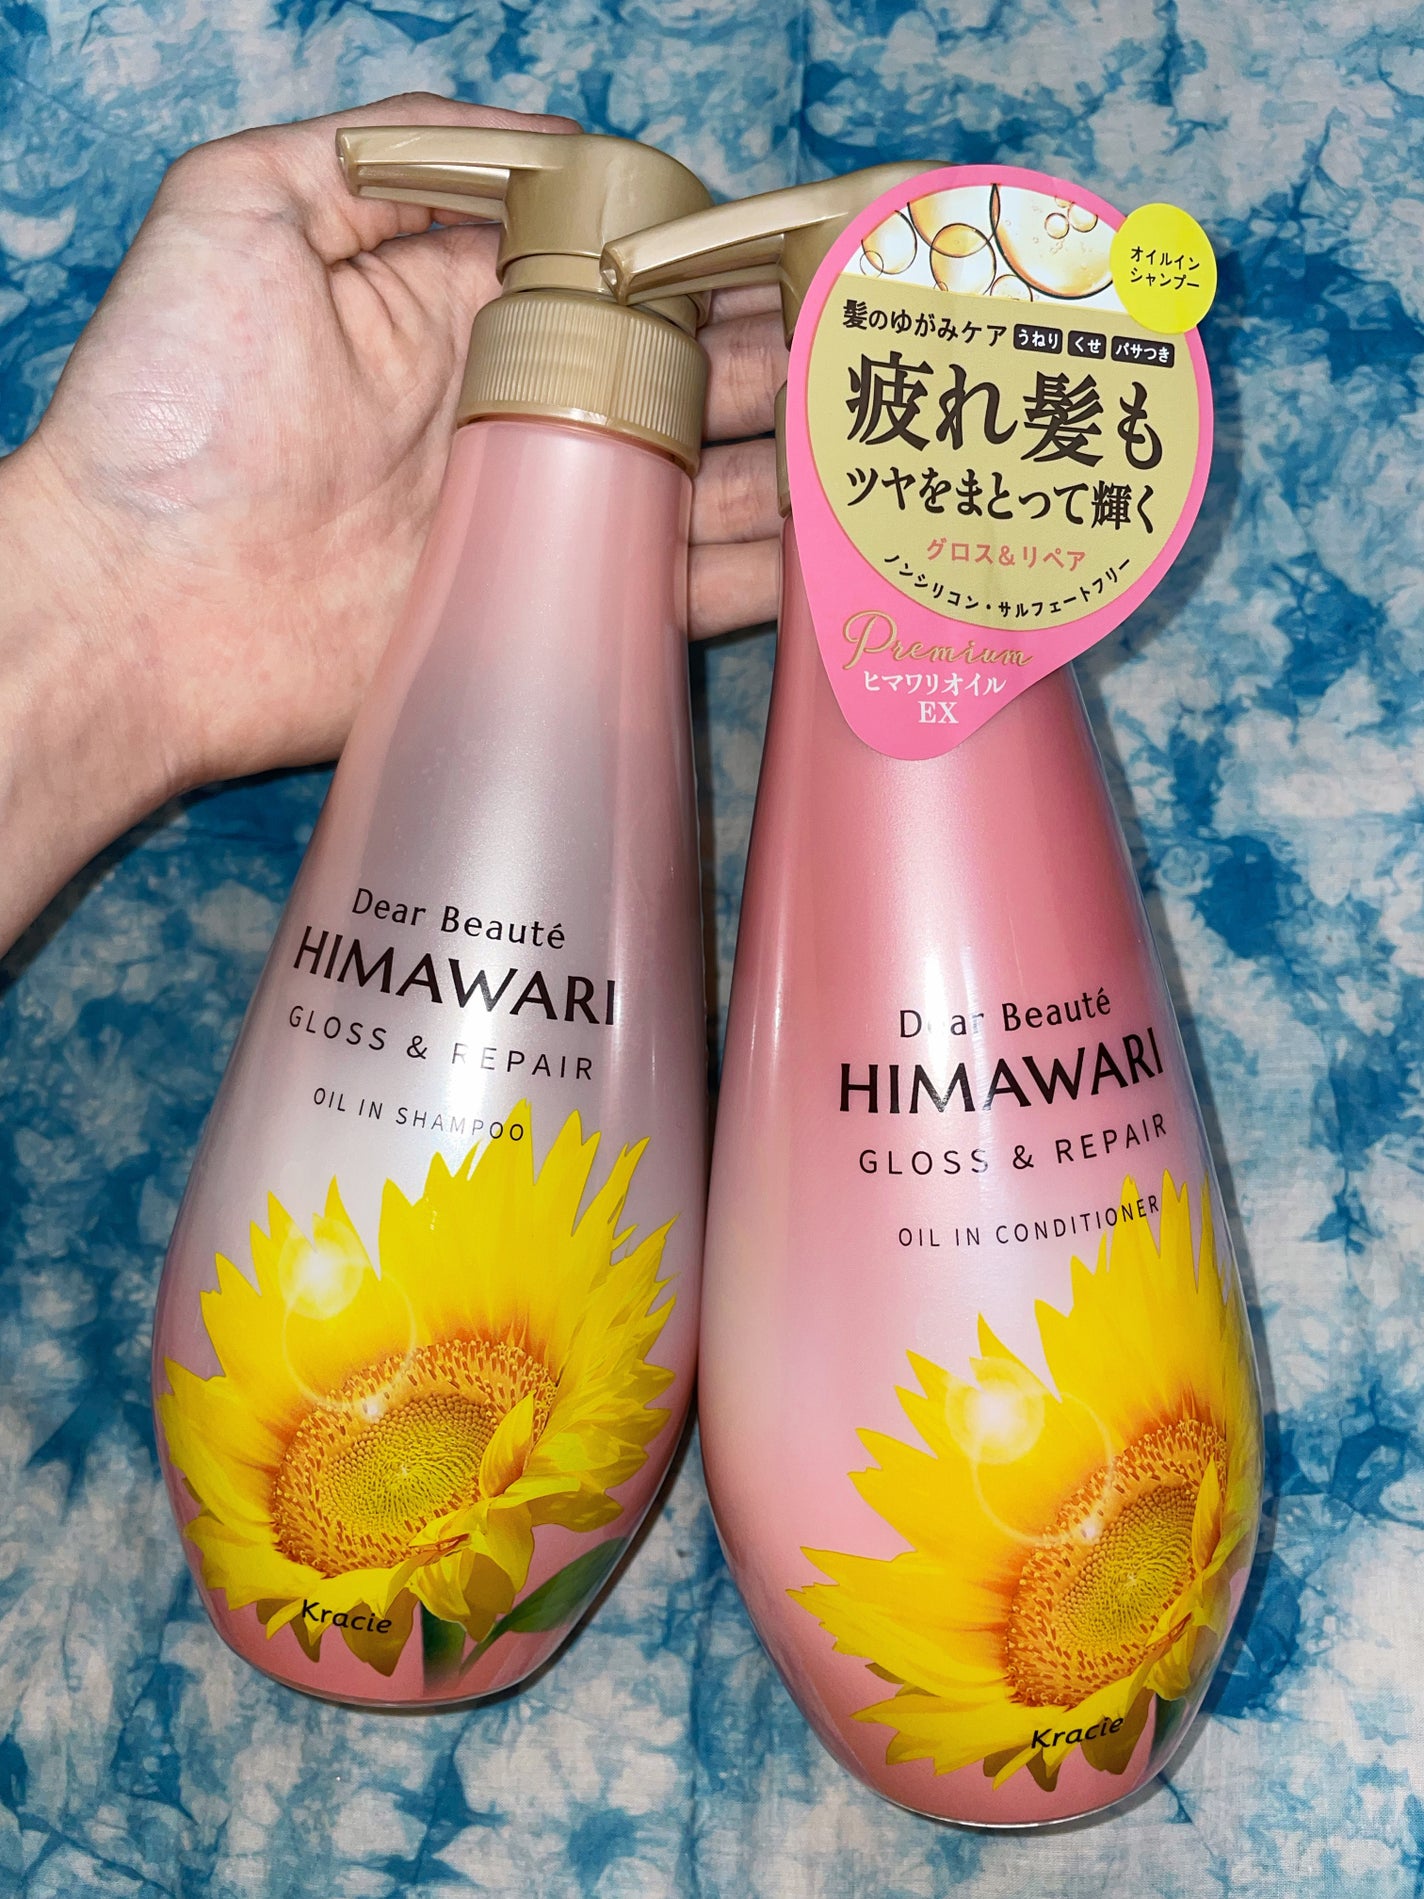 Dear Beauté
HIMAWARI
GLOSS & REPAIR
OIL IN SHAMPOO
Kracie
オイルイン
シャンプー
髪のゆがみケア うねり くせ パサつき
疲れ髪も
ツヤをまとって輝く
グロス&リペア
ノンシリコン・サルフェートフリー
Premium
ヒマワリオイル
EX
Dear Beauté
HIMAWARI
GLOSS & REPAIR
OIL IN CONDITIONER
Kracie